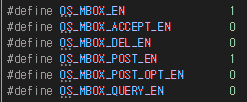 #define OS_MBOX_EN 1
#define OS_MBOX_ACCEPT_EN 0
#define OS_MBOX_DEL_EN 0
#define OS_MBOX_POST_EN 1
#define OS_MBOX_POST_OPT_EN 0
#define OS_MBOX_QUERY_EN 0